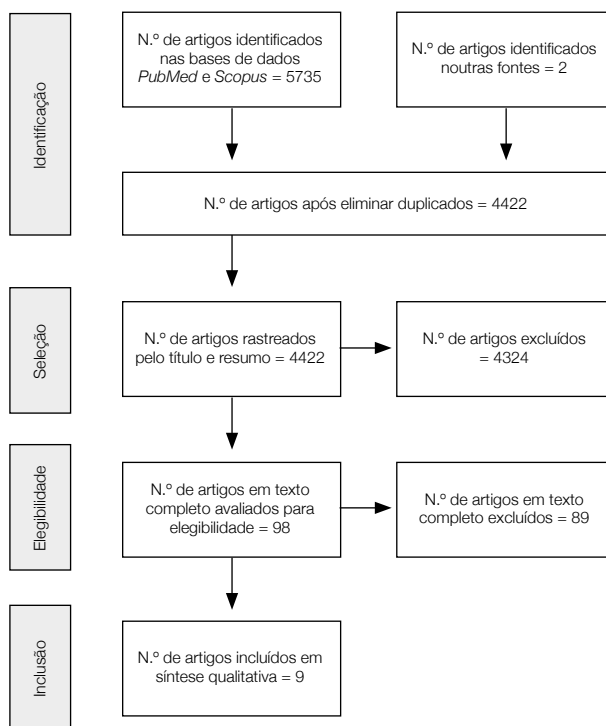 Identificação
N.º de artigos identificados
nas bases de dados
PubMed e Scopus = 5735
N.º de artigos identificados
noutras fontes = 2
N.º de artigos após eliminar duplicados = 4422
Seleção
N.º de artigos rastreados
pelo título e resumo = 4422
N.º de artigos excluídos
= 4324
Elegibilidade
N.º de artigos em texto
completo avaliados para
elegibilidade = 98
N.º de artigos em texto
completo excluídos = 89
Inclusão
N.º de artigos incluídos em
síntese qualitativa = 9